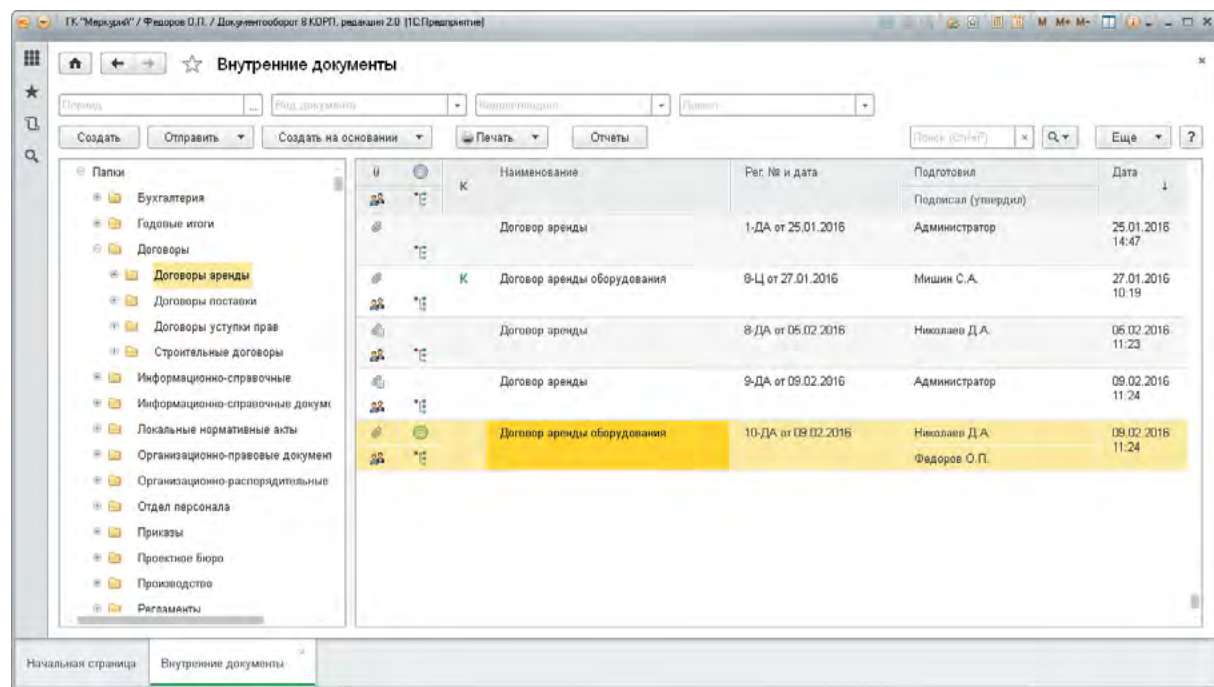 ГК "Меркурий" / Федоров О.П. / Документооборот 8 КОРП, редакция 2.0 (1С:Предприятие)
M M+ M-
Внутренние документы
Период
Вид документа
Корреспондент
Проект
Создать
Отправить
Создать на основании
Печать
Отчеты
Поиск (Ctrl+F)
Еще
?
Папки
Бухгалтерия
Годовые итоги
Договоры
Договоры аренды
Договоры поставки
Договоры уступки прав
Строительные договоры
Информационно-справочные
Информационно-справочные докумє
Локальные нормативные акты
Организационно-правовые документ
Организационно-распорядительные
Отдел персонала
Приказы
Проектное бюро
Производство
Регламенты
К
Наименование
Рег. № и дата
Подготовил
Дата
Подписал (утвердил)
Договор аренды
1-ДА от 25.01.2016
Администратор
25.01.2016
14:47
К
Договор аренды оборудования
8-Ц от 27.01.2016
Мишин С.А.
27.01.2016
10:19
Договор аренды
8-ДА от 05.02.2016
Николаев Д.А.
05.02.2016
11:23
Договор аренды
9-ДА от 09.02.2016
Администратор
09.02.2016
11:24
Договор аренды оборудования
10-ДА от 09.02.2016
Николаев Д.А.
09.02.2016
11:24
Федоров О.П.
Начальная страница
Внутренние документы